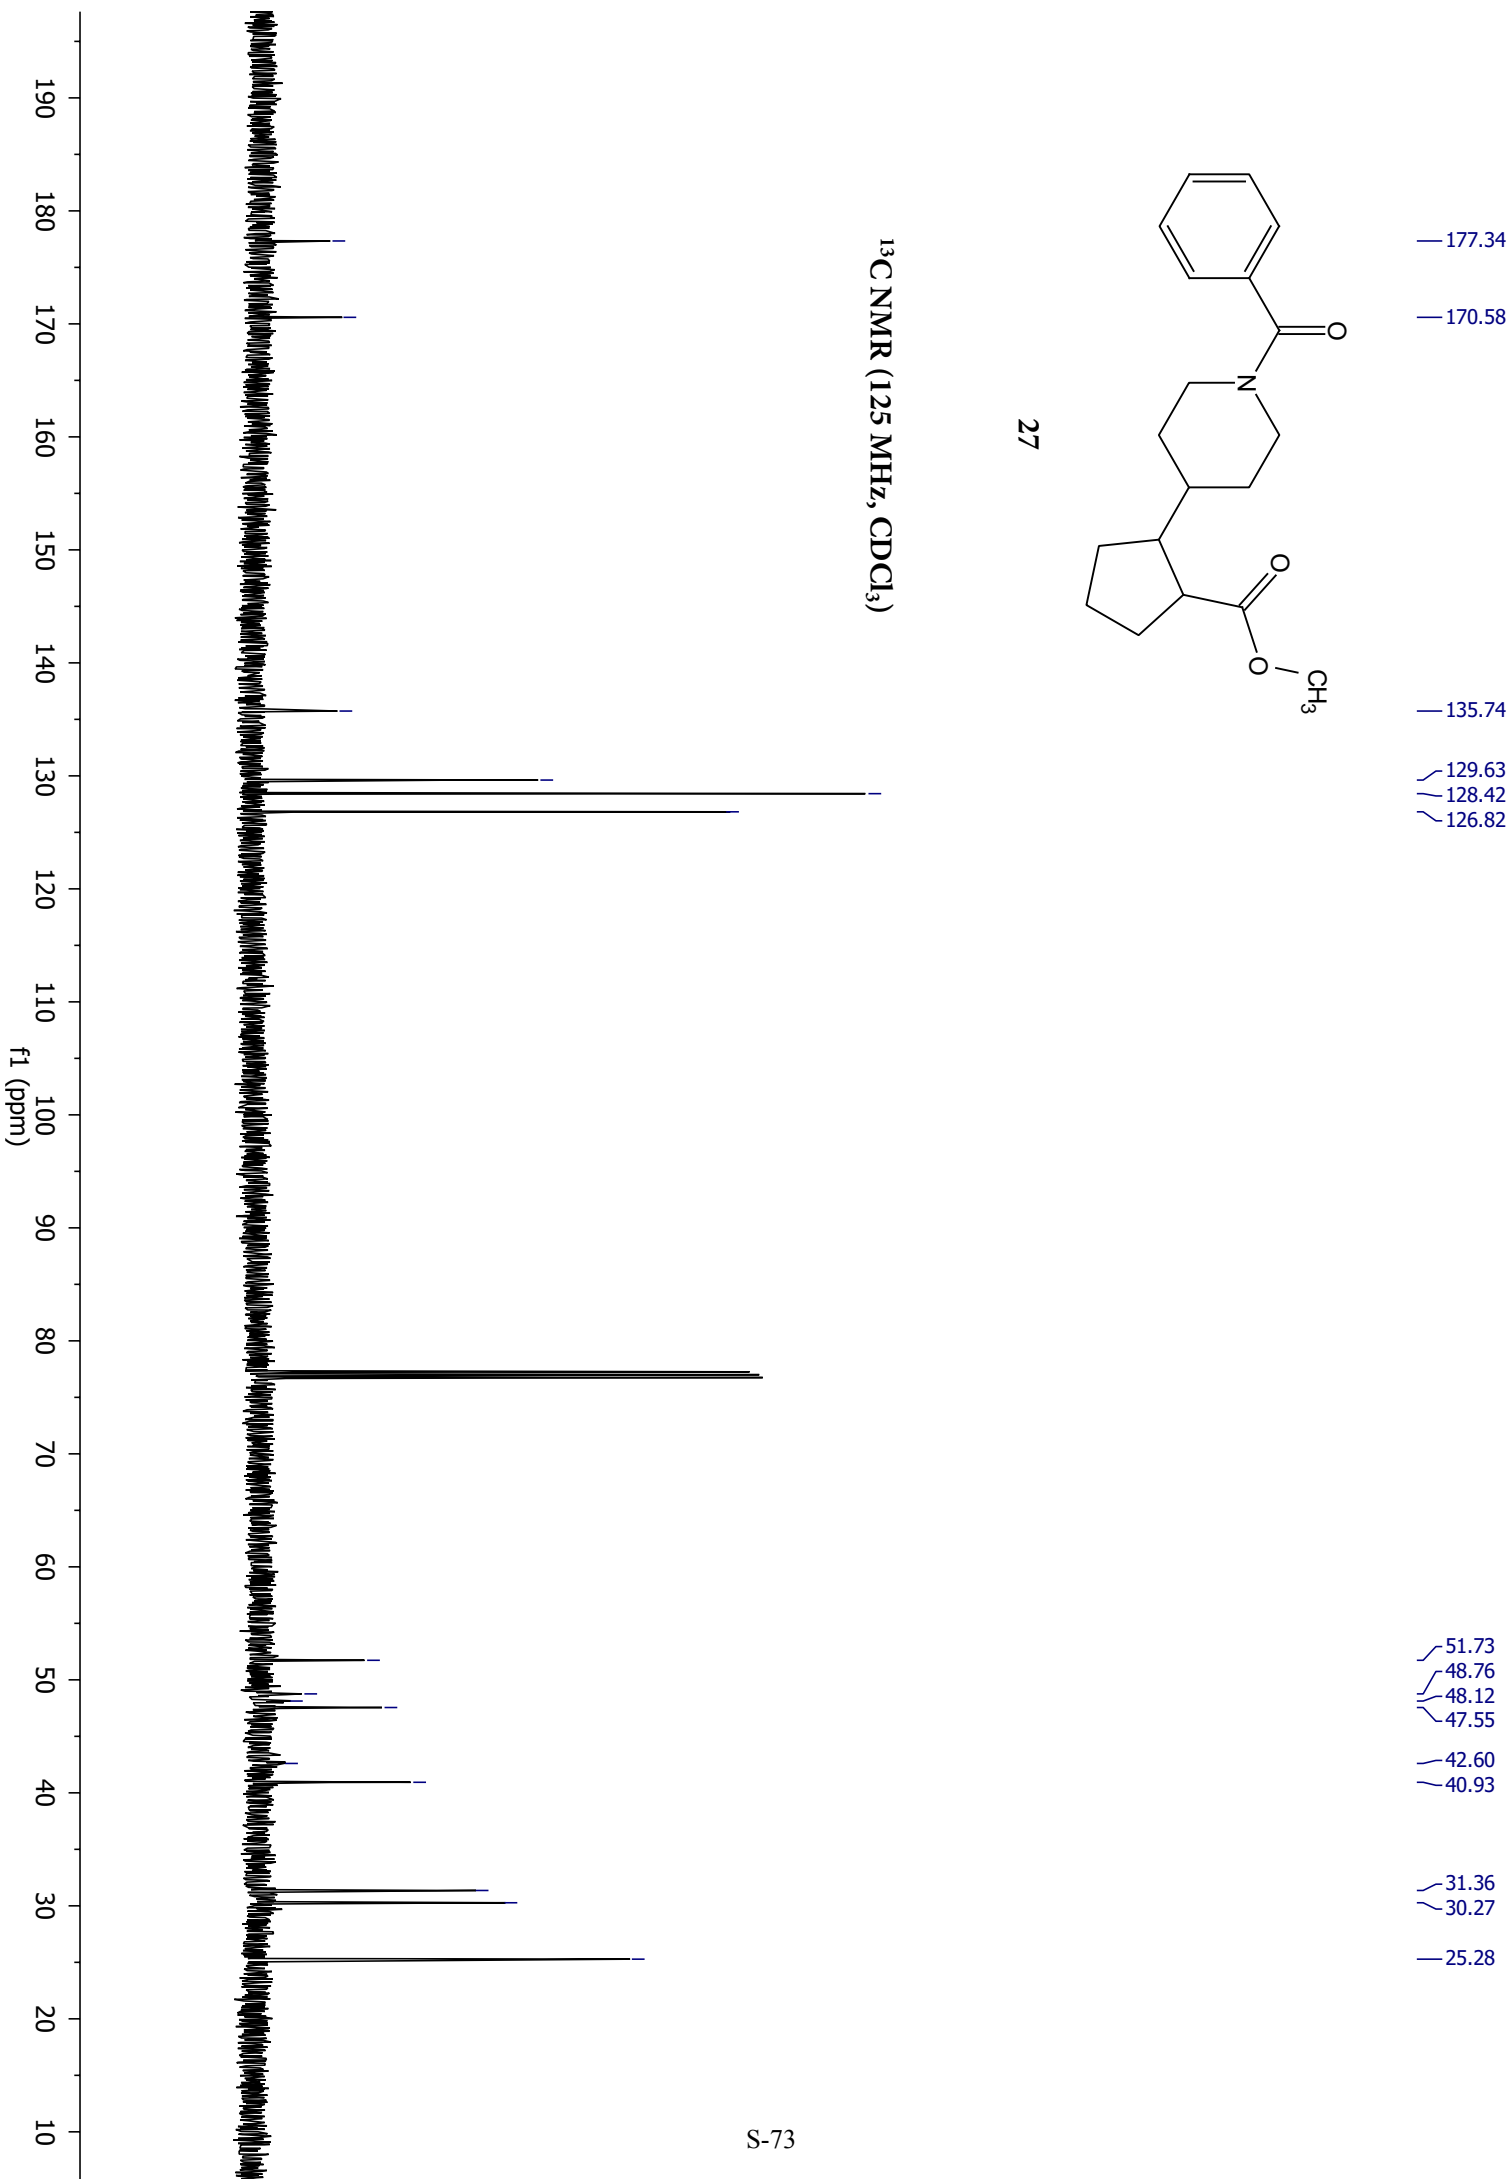 177.34
170.58
135.74
129.63
128.42
126.82
51.73
48.76
48.12
47.55
42.60
40.93
31.36
30.27
25.28
O
N
O
O
CH₃
27
¹³C NMR (125 MHz, CDCl₃)
190 180 170 160 150 140 130 120 110 100 90 80 70 60 50 40 30 20 10
f1 (ppm)
S-73